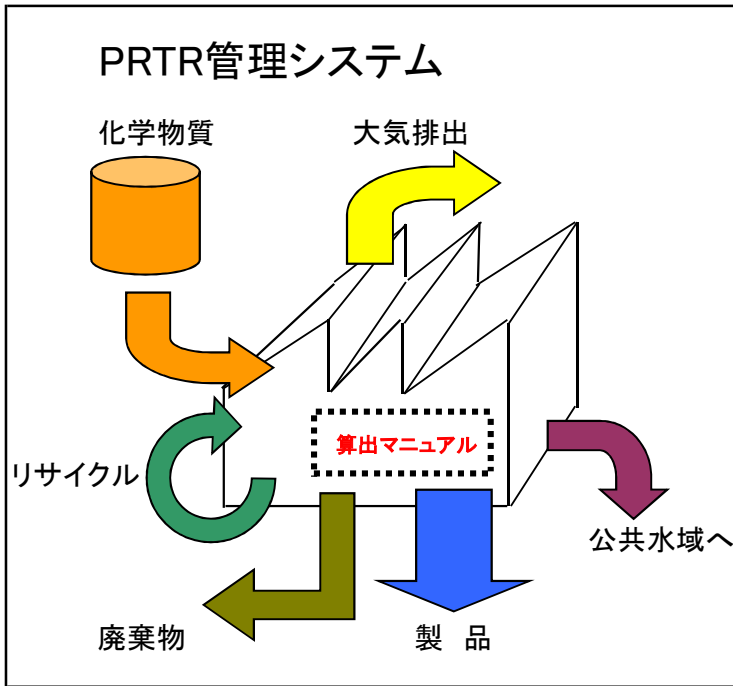 PRTR管理システム
化学物質
大気排出
算出マニュアル
リサイクル
公共水域へ
廃棄物
製 品